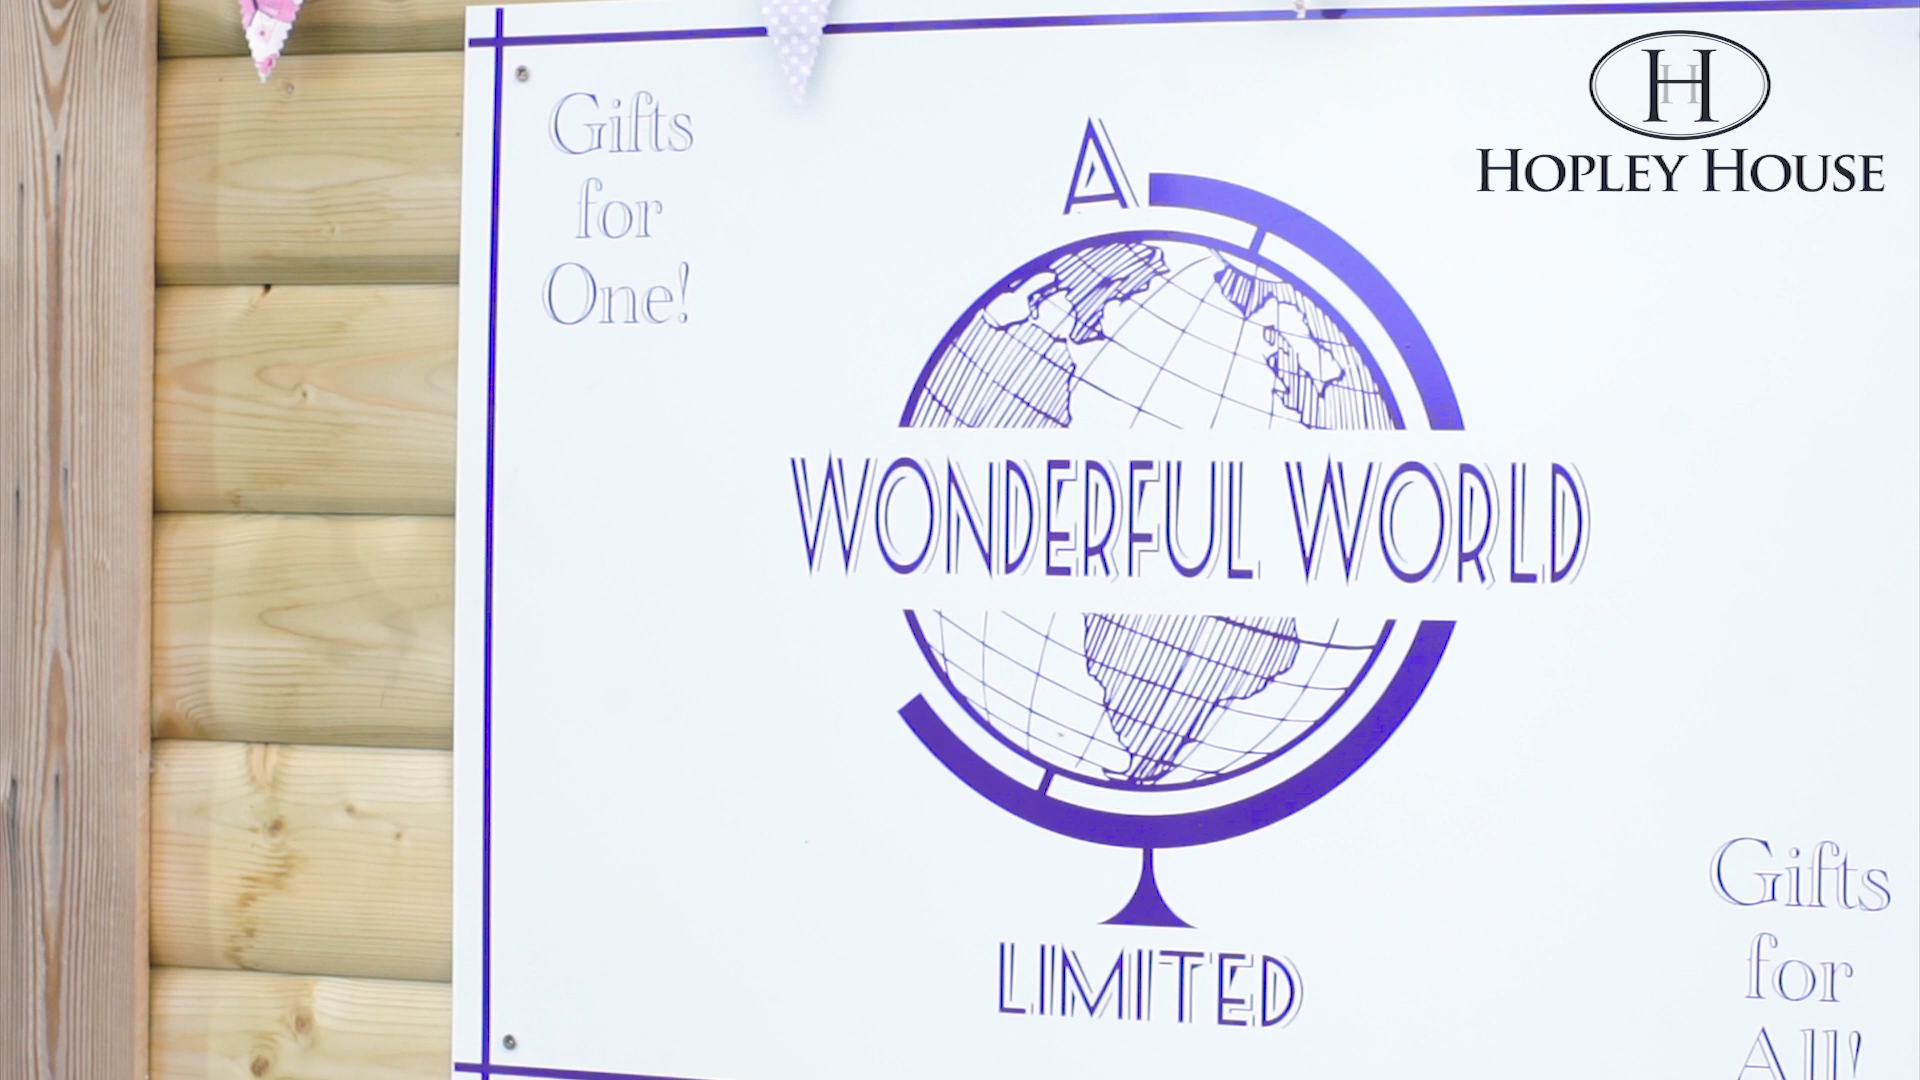 Gifts
for
One!
H
HOPLEY HOUSE
A
WONDERFUL WORLD
LIMITED
Gifts
for
All!